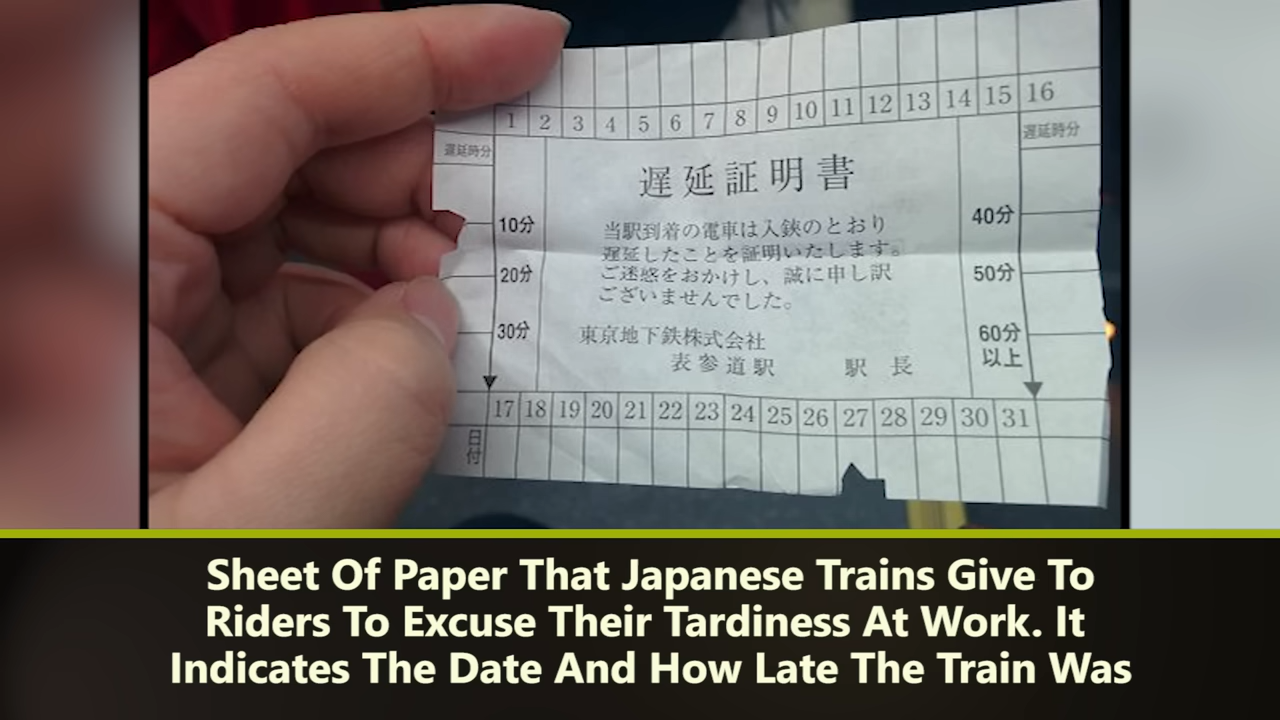 1 2 3 4 5 6 7 8 9 10 11 12 13 14 15 16
遅延時分
遅延時分
遅延証明書
10分
40分
当駅到着の電車は入鋏のとおり
遅延したことを証明いたします。
20分
50分
ご迷惑をおかけし、誠に申し訳
ございませんでした。
30分
60分
以上
東京地下鉄株式会社
表参道駅 駅長
17 18 19 20 21 22 23 24 25 26 27 28 29 30 31
日付
Sheet Of Paper That Japanese Trains Give To
Riders To Excuse Their Tardiness At Work. It
Indicates The Date And How Late The Train Was